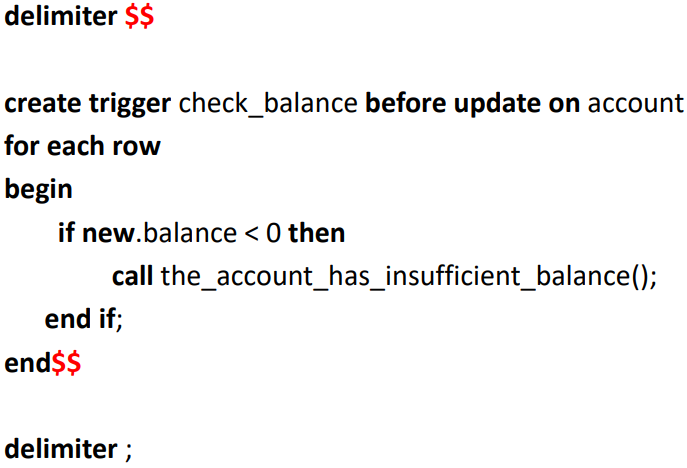 delimiter $$
create trigger check_balance before update on account
for each row
begin
if new.balance < 0 then
call the_account_has_insufficient_balance();
end if;
end$$
delimiter ;